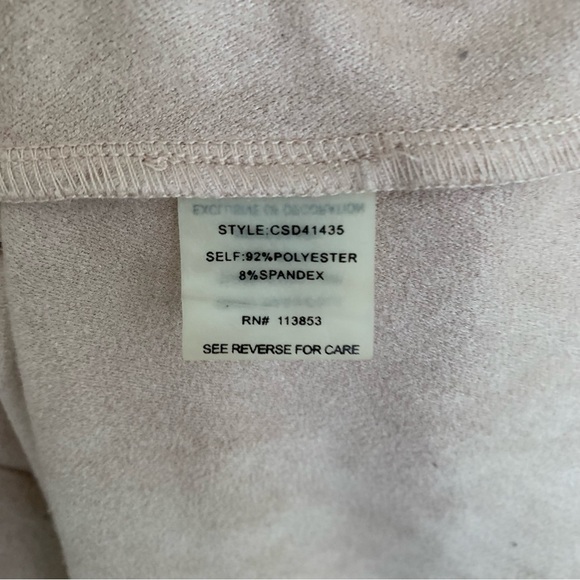 STYLE:CSD41435
SELF:92%POLYESTER
8%SPANDEX
RN# 113853
SEE REVERSE FOR CARE